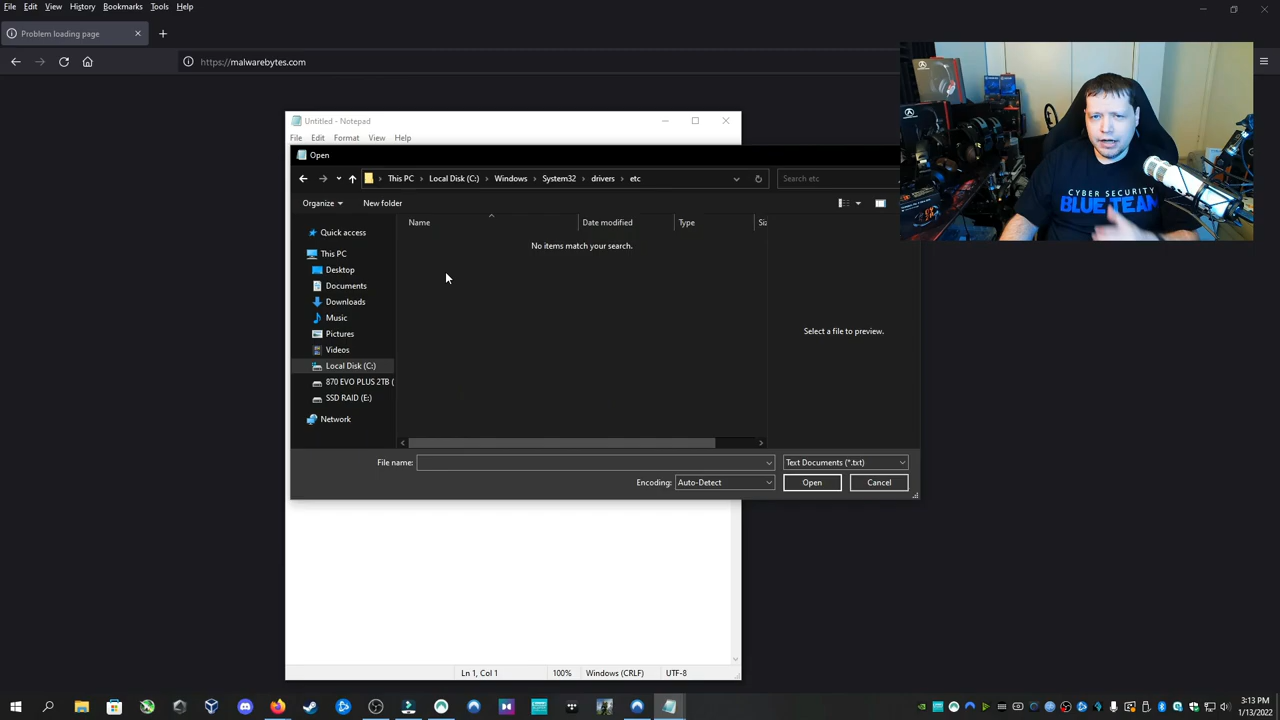 File Edit View History Bookmarks Tools Help
Problem loading page
https://malwarebytes.com
Untitled - Notepad
File Edit Format View Help
Open
This PC Local Disk (C:) Windows System32 drivers etc
Search etc
Organize New folder
Name Date modified Type Siz
No items match your search.
Quick access
This PC
Desktop
Documents
Downloads
Music
Pictures
Videos
Local Disk (C:)
870 EVO PLUS 2TB (
SSD RAID (E:)
Network
Select a file to preview.
File name: Text Documents (*.txt)
Encoding: Auto-Detect Open Cancel
Ln 1, Col 1 100% Windows (CRLF) UTF-8
CYBER SECURITY
BLUE TEAM
3:13 PM
1/13/2022